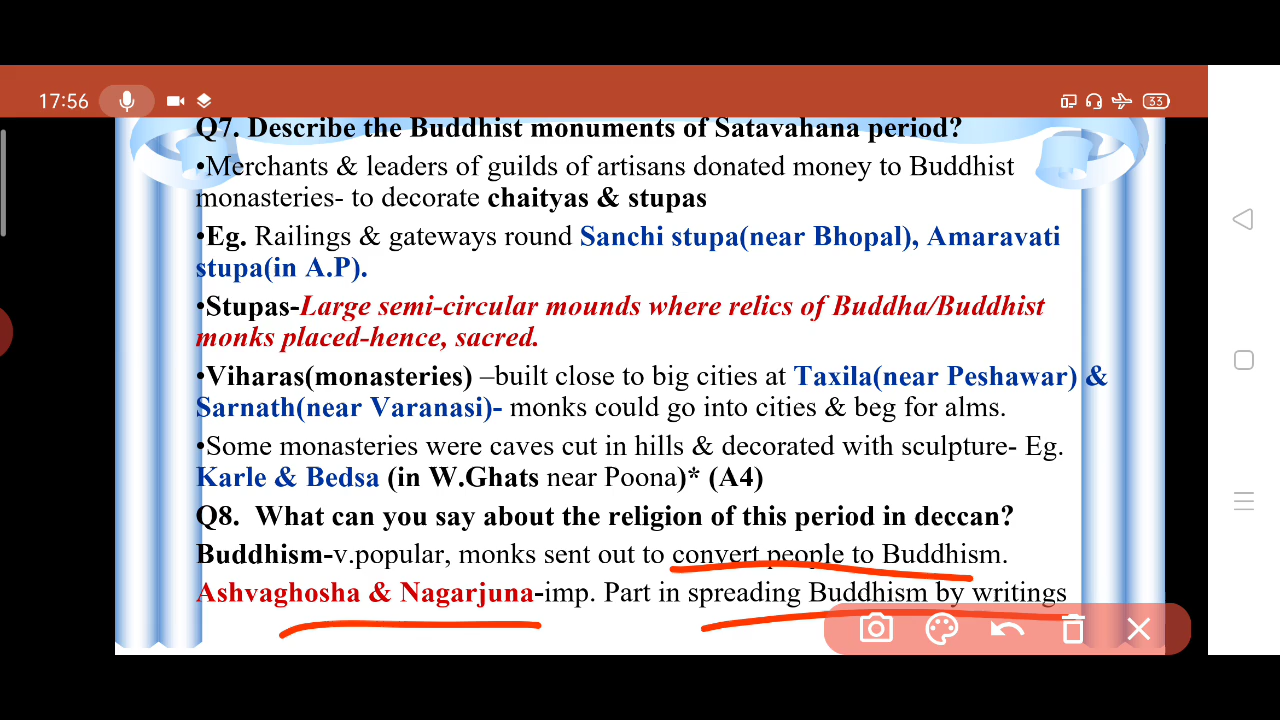 17:56
33
Q7. Describe the Buddhist monuments of Satavahana period?
•Merchants & leaders of guilds of artisans donated money to Buddhist
monasteries- to decorate chaityas & stupas
•Eg. Railings & gateways round Sanchi stupa(near Bhopal), Amaravati
stupa(in A.P).
•Stupas-Large semi-circular mounds where relics of Buddha/Buddhist
monks placed-hence, sacred.
•Viharas(monasteries) –built close to big cities at Taxila(near Peshawar) &
Sarnath(near Varanasi)- monks could go into cities & beg for alms.
•Some monasteries were caves cut in hills & decorated with sculpture- Eg.
Karle & Bedsa (in W.Ghats near Poona)* (A4)
Q8.  What can you say about the religion of this period in deccan?
Buddhism-v.popular, monks sent out to convert people to Buddhism.
Ashvaghosha & Nagarjuna-imp. Part in spreading Buddhism by writings